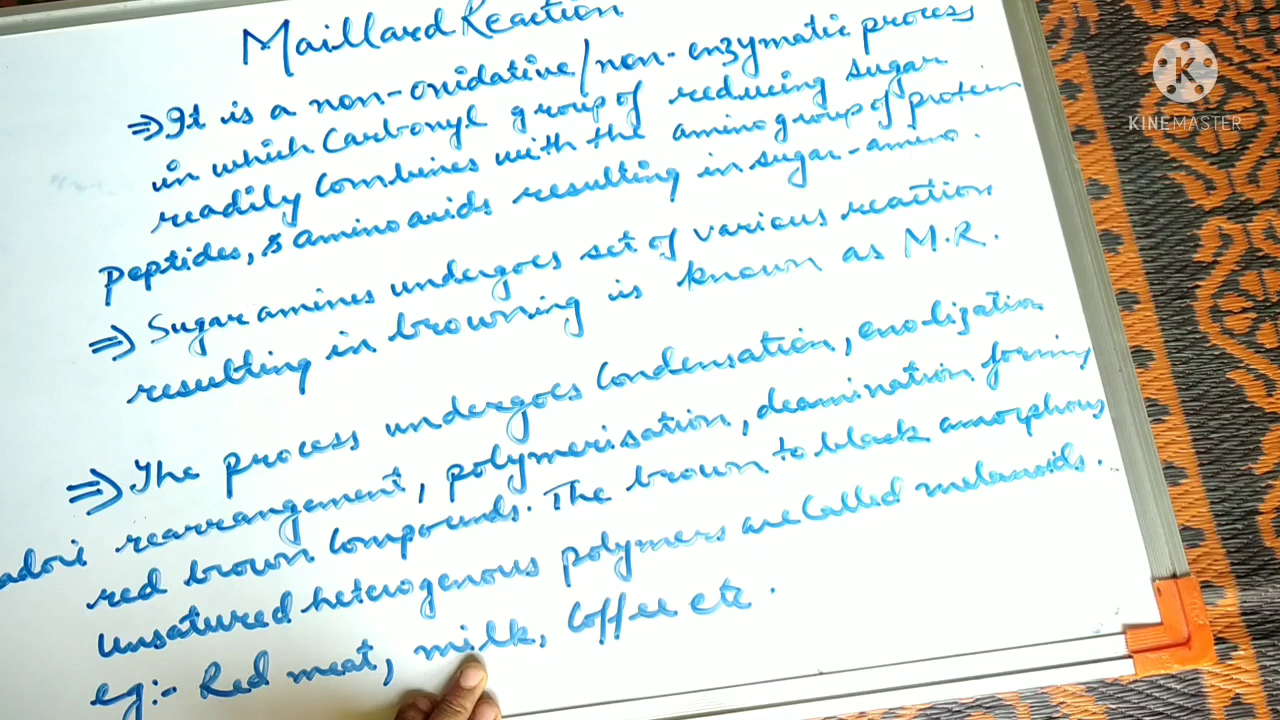 Maillard Reaction
⇒ It is a non-onidative/non-enzymatic process
in which Carbonyl group of reducing sugar
readily Combines with the amino group of protein
peptides, & amino acids resulting in sugar-amino.
⇒ Sugar amines undergoes set of various reaction
resulting in browning is known as M.R.
⇒ The process undergoes Condensation, enolization
rearrangement, polymerisation, deamination forming
red brown Compounds. The brown to black amorphous
unsatured heterogenous polymers are Called melanoids.
eg:- Red meat, milk, Coffee etc.
K
KINEMASTER